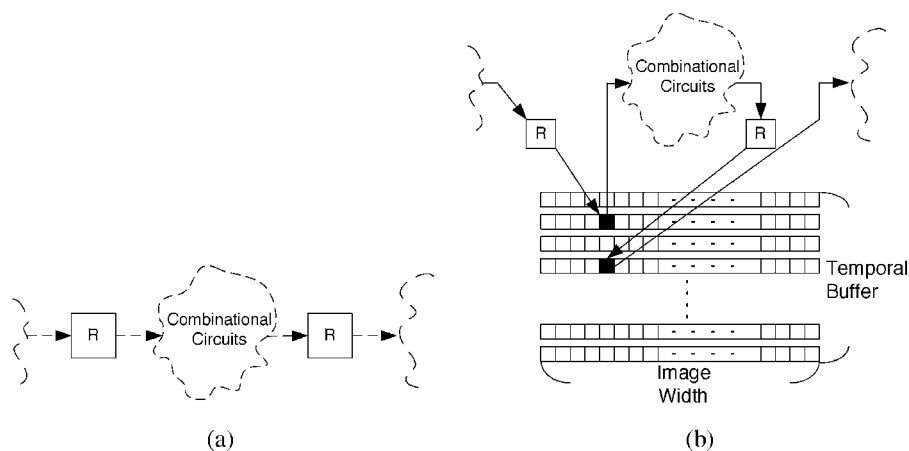 Combinational
Circuits
R
R
Temporal
Buffer
Image
Width
R
Combinational
Circuits
R
(a)
(b)